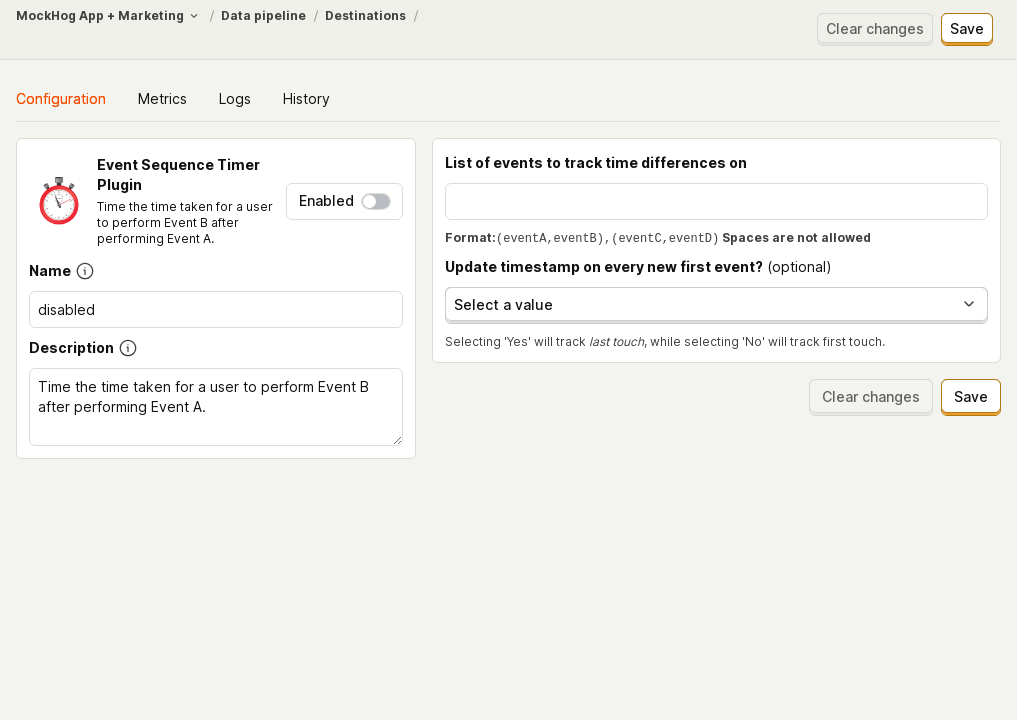 MockHog App + Marketing / Data pipeline / Destinations /
Clear changes Save
Configuration Metrics Logs History
Event Sequence Timer
Plugin
Time the time taken for a user
to perform Event B after
performing Event A.
Enabled
Name
disabled
Description
Time the time taken for a user to perform Event B
after performing Event A.
List of events to track time differences on
Format:(eventA,eventB),(eventC,eventD) Spaces are not allowed
Update timestamp on every new first event? (optional)
Select a value
Selecting 'Yes' will track last touch, while selecting 'No' will track first touch.
Clear changes Save